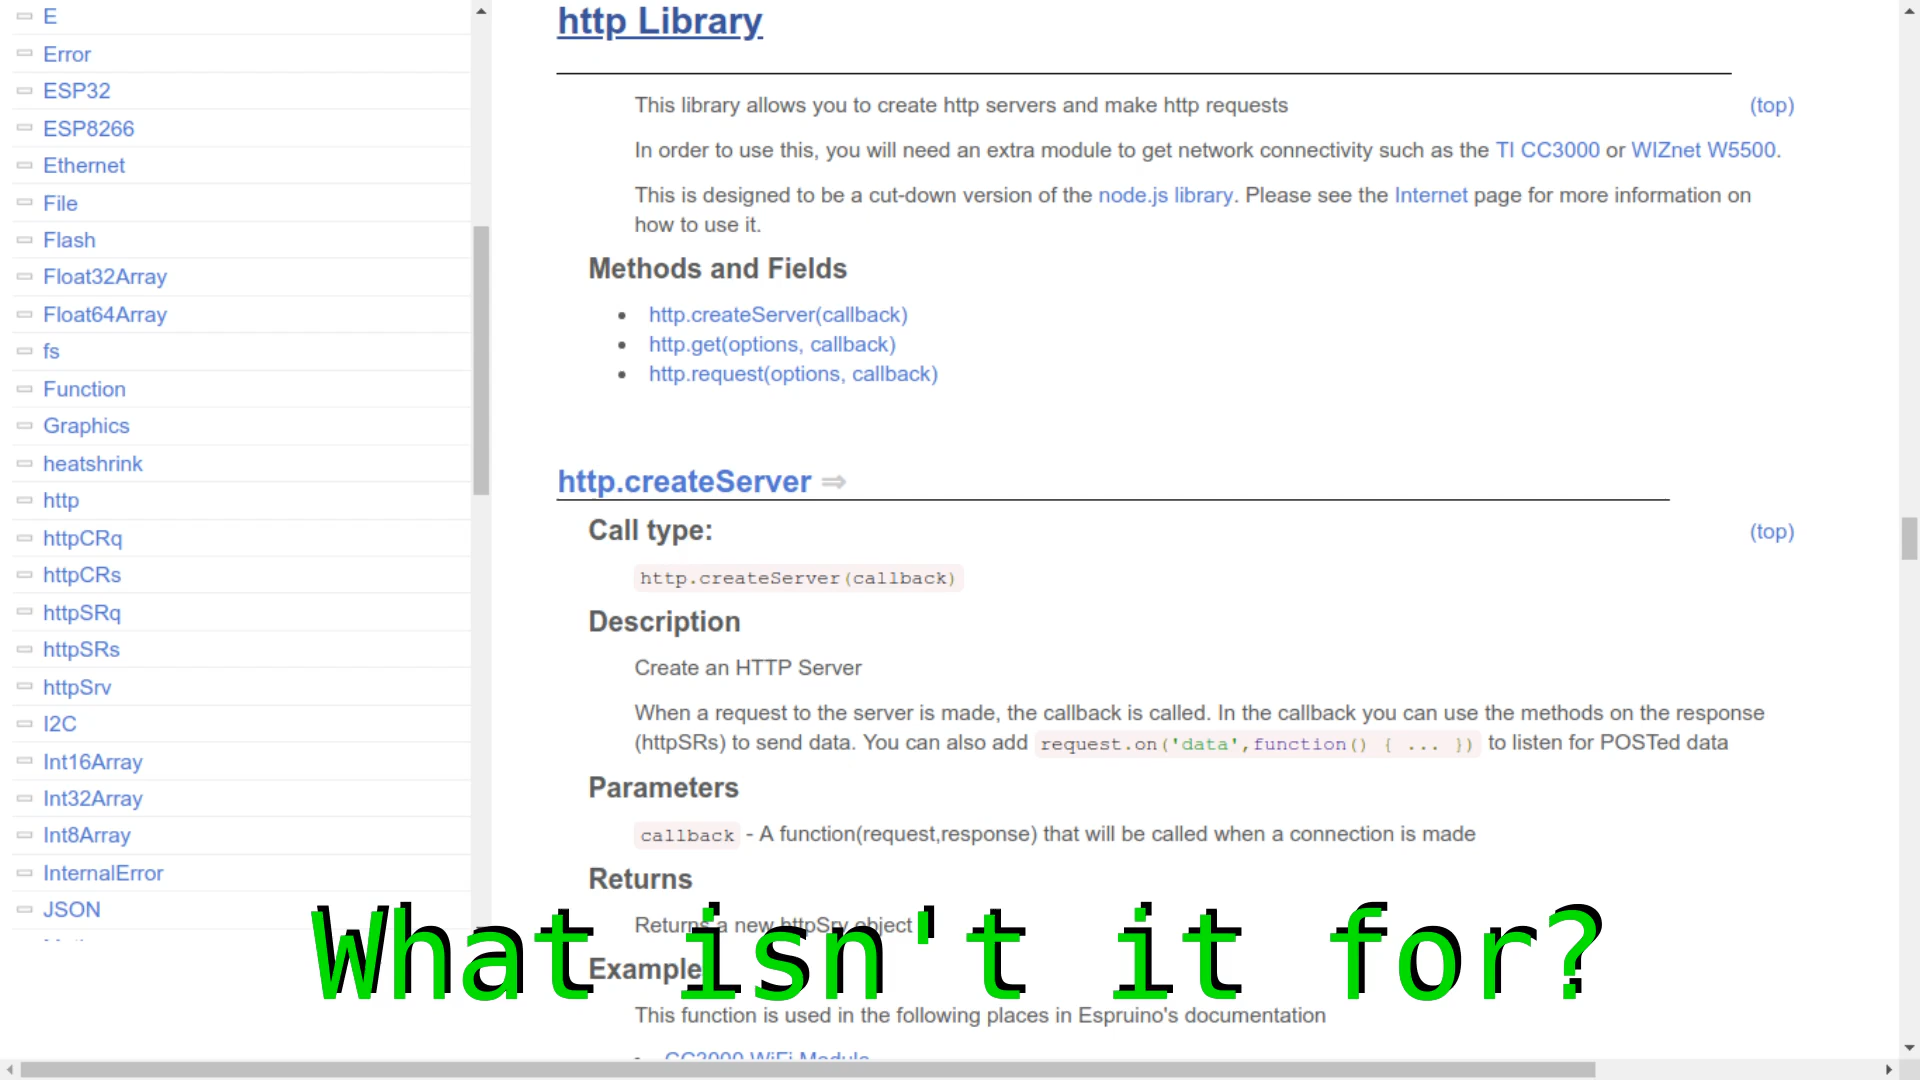 E
Error
ESP32
ESP8266
Ethernet
File
Flash
Float32Array
Float64Array
fs
Function
Graphics
heatshrink
http
httpCRq
httpCRs
httpSRq
httpSRs
httpSrv
I2C
Int16Array
Int32Array
Int8Array
InternalError
JSON
http Library
This library allows you to create http servers and make http requests
(top)
In order to use this, you will need an extra module to get network connectivity such as the TI CC3000 or WIZnet W5500.
This is designed to be a cut-down version of the node.js library. Please see the Internet page for more information on
how to use it.
Methods and Fields
http.createServer(callback)
http.get(options, callback)
http.request(options, callback)
http.createServer ⇒
Call type:
(top)
http.createServer(callback)
Description
Create an HTTP Server
When a request to the server is made, the callback is called. In the callback you can use the methods on the response
(httpSRs) to send data. You can also add request.on('data',function() { ... }) to listen for POSTed data
Parameters
callback - A function(request,response) that will be called when a connection is made
Returns
Returns a new httpSrv object
Example
This function is used in the following places in Espruino's documentation
CC3000 WiFi Module
What isn't it for?